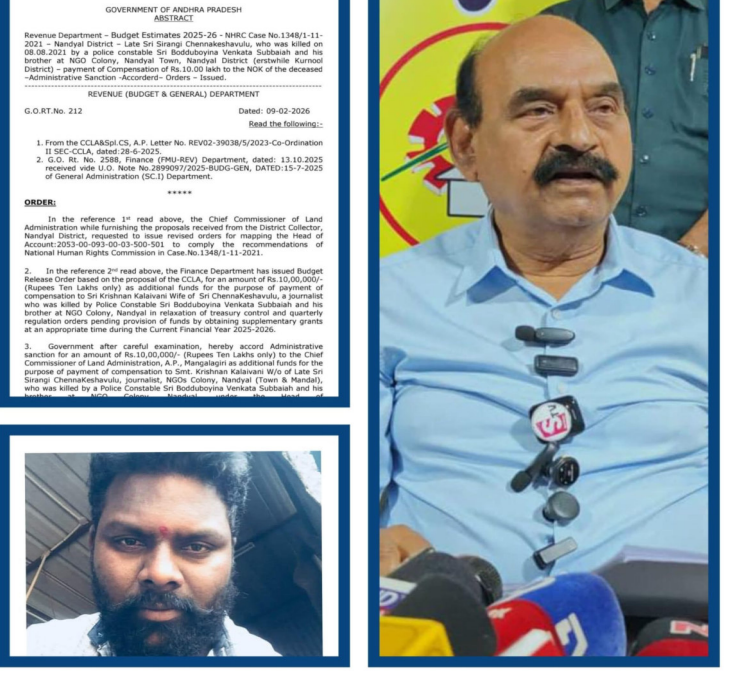 GOVERNMENT OF ANDHRA PRADESH
ABSTRACT
Revenue Department – Budget Estimates 2025-26 - NHRC Case No.1348/1-11-
2021 – Nandyal District – Late Sri Sirangi Chennakeshavulu, who was killed on
08.08.2021 by a police constable Sri Bodduboyina Venkata Subbaiah and his
brother at NGO Colony, Nandyal Town, Nandyal District (erstwhile Kurnool
District) – payment of Compensation of Rs.10.00 lakh to the NOK of the deceased
–Administrative Sanction -Accorderd– Orders – Issued.
REVENUE (BUDGET & GENERAL) DEPARTMENT
G.O.RT.No. 212 Dated: 09-02-2026
Read the following:-
1. From the CCLA&Spl.CS, A.P. Letter No. REV02-39038/5/2023-Co-Ordination
II SEC-CCLA, dated:28-6-2025.
2. G.O. Rt. No. 2588, Finance (FMU-REV) Department, dated: 13.10.2025
received vide U.O. Note No.2899097/2025-BUDG-GEN, DATED:15-7-2025
of General Administration (SC.I) Department.
*****
ORDER:
In the reference 1st read above, the Chief Commissioner of Land
Administration while furnishing the proposals received from the District Collector,
Nandyal District, requested to issue revised orders for mapping the Head of
Account:2053-00-093-00-03-500-501 to comply the recommendations of
National Human Rights Commission in Case.No.1348/1-11-2021.
2. In the reference 2nd read above, the Finance Department has issued Budget
Release Order based on the proposal of the CCLA, for an amount of Rs.10,00,000/-
(Rupees Ten Lakhs only) as additional funds for the purpose of payment of
compensation to Sri Krishnan Kalaivani Wife of Sri ChennaKeshavulu, a journalist
who was killed by Police Constable Sri Bodduboyina Venkata Subbaiah and his
brother at NGO Colony, Nandyal in relaxation of treasury control and quarterly
regulation orders pending provision of funds by obtaining supplementary grants
at an appropriate time during the Current Financial Year 2025-2026.
3. Government after careful examination, hereby accord Administrative
sanction for an amount of Rs.10,00,000/- (Rupees Ten Lakhs only) to the Chief
Commissioner of Land Administration, A.P., Mangalagiri as additional funds for the
purpose of payment of compensation to Smt. Krishnan Kalaivani W/o of Late Sri
Sirangi ChennaKeshavulu, journalist, NGOs Colony, Nandyal (Town & Mandal),
who was killed by a Police Constable Sri Bodduboyina Venkata Subbaiah and his
brother at NGO Colony, Nandyal under the Head of